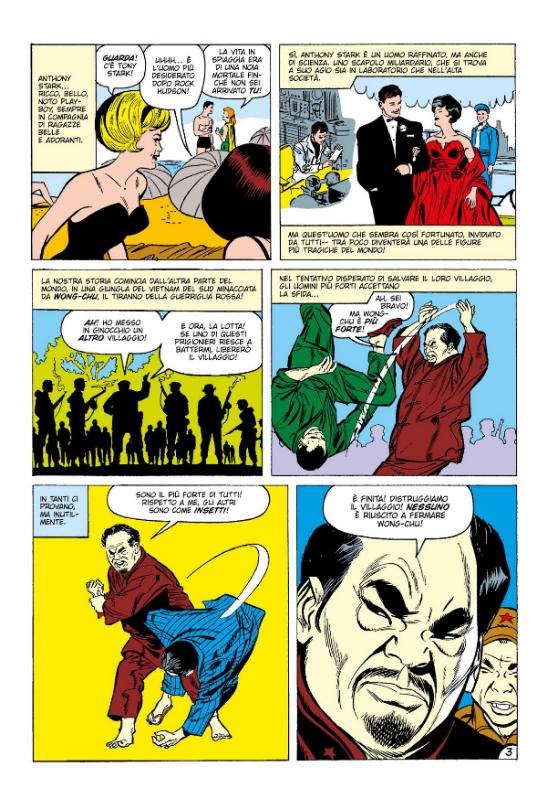 ANTHONY
STARK...
RICCO, BELLO,
NOTO PLAY-
BOY, SEMPRE
IN COMPAGNIA
DI RAGAZZE
BELLE
E ADORANTI.
GUARDA!
C'È TONY
STARK!
UHHH... È
L'UOMO PIÙ
DESIDERATO
DOPO ROCK
HUDSON!
LA VITA IN
SPIAGGIA ERA
DI UNA NOIA
MORTALE FIN-
CHÉ NON SEI
ARRIVATO TU!
SÌ, ANTHONY STARK È UN UOMO RAFFINATO, MA ANCHE
DI SCIENZA. UNO SCAPOLO MILIARDARIO, CHE SI TROVA
A SUO AGIO SIA IN LABORATORIO CHE NELL'ALTA
SOCIETÀ.
MA QUEST'UOMO CHE SEMBRA COSÌ FORTUNATO, INVIDIATO
DA TUTTI-- TRA POCO DIVENTERÀ UNA DELLE FIGURE
PIÙ TRAGICHE DEL MONDO!
LA NOSTRA STORIA COMINCIA DALL'ALTRA PARTE DEL
MONDO, IN UNA GIUNGLA DEL VIETNAM DEL SUD MINACCIATA
DA WONG-CHU, IL TIRANNO DELLA GUERRIGLIA ROSSA!
AH! HO MESSO
IN GINOCCHIO UN
ALTRO VILLAGGIO!
È ORA, LA LOTTA!
SE UNO DI QUESTI
PRIGIONIERI RIESCE A
BATTERMI, LIBERERÒ
IL VILLAGGIO!
NEL TENTATIVO DISPERATO DI SALVARE IL LORO VILLAGGIO,
GLI UOMINI PIÙ FORTI ACCETTANO
LA SFIDA...
AH, SEI
BRAVO!
MA WONG-
CHU È PIÙ
FORTE!
IN TANTI CI
PROVANO,
MA INUTIL-
MENTE.
SONO IL PIÙ FORTE DI TUTTI!
RISPETTO A ME, GLI ALTRI
SONO COME INSETTI!
È FINITA! DISTRUGGIAMO
IL VILLAGGIO! NESSUNO
È RIUSCITO A FERMARE
WONG-CHU!
3